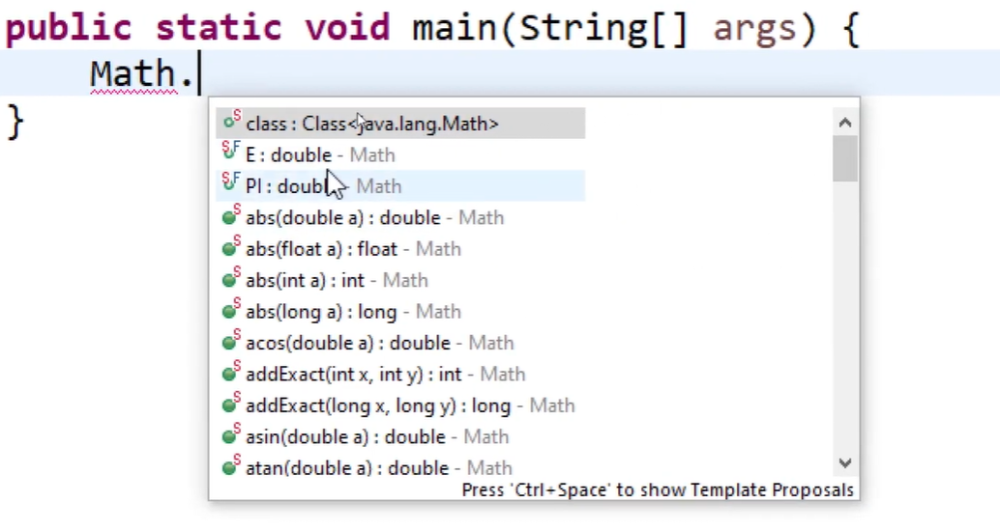 public static void main(String[] args) {
Math.
}
class : Class<java.lang.Math>
E : double - Math
PI : double - Math
abs(double a) : double - Math
abs(float a) : float - Math
abs(int a) : int - Math
abs(long a) : long - Math
acos(double a) : double - Math
addExact(int x, int y) : int - Math
addExact(long x, long y) : long - Math
asin(double a) : double - Math
atan(double a) : double - Math
Press 'Ctrl+Space' to show Template Proposals